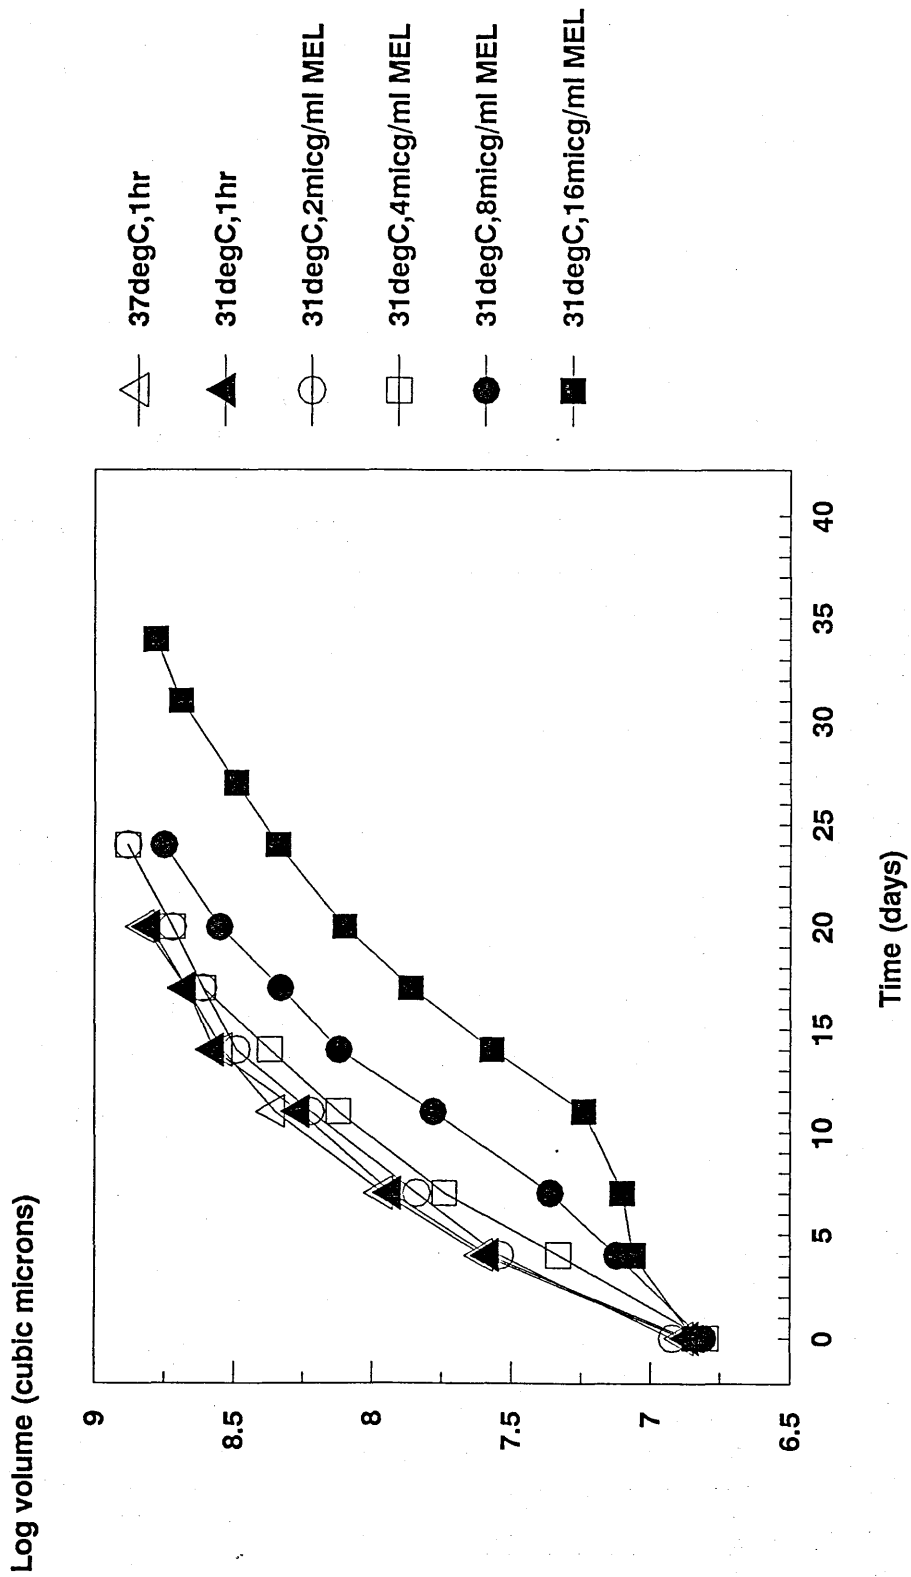 Log volume (cubic microns)
9
8.5
8
7.5
7
6.5
0
5
10
15
20
25
30
35
40
Time (days)
37degC,1hr
31degC,1hr
31degC,2micg/ml MEL
31degC,4micg/ml MEL
31degC,8micg/ml MEL
31degC,16micg/ml MEL